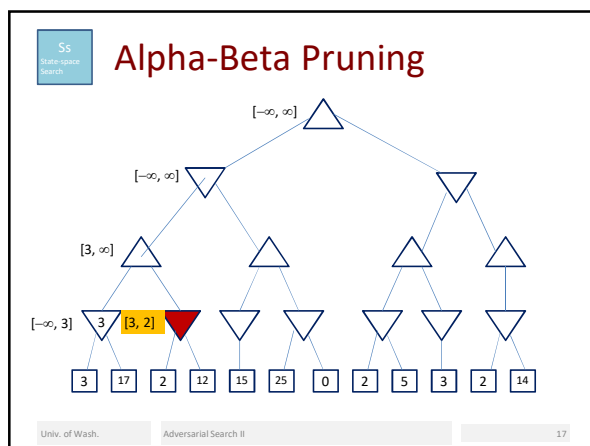 Ss
State-space
Search
Alpha-Beta Pruning
[−∞, ∞]
[−∞, ∞]
[3, ∞]
[−∞, 3] 3 [3, 2]
3 17 2 12 15 25 0 2 5 3 2 14
Univ. of Wash. Adversarial Search II 17